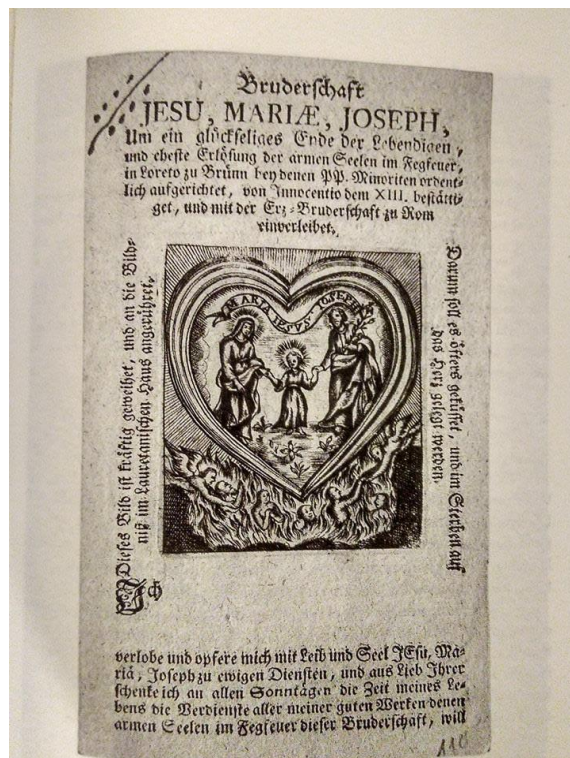 Bruderschaft
JESU, MARIÆ, JOSEPH,
Um ein glückseliges Ende der Lebendigen,
und eheste Erlösung der armen Seelen im Fegfeuer,
in Loreto zu Brünn bey denen PP. Minoriten ordent-
lich aufgerichtet, von Innocentio dem XIII. bestätti-
get, und mit der Erz-Bruderschaft zu Rom
einverleibet.
Dieses Bild ist kräftig geweihet, und an die Bild-
niß im Lauretanischen Haus angerühret,
MARIA IESVS IOSEPH
Darum soll es öfters geküsset, und im Sterben auf
das Herz gelegt werden.
Ich
verlobe und opfere mich mit Leib und Seel JEsu, Ma-
riä, Joseph zu ewigen Diensten, und aus Lieb Ihrer
schenke ich an allen Sonntägen die Zeit meines Le-
bens die Verdienste aller meiner guten Werken denen
armen Seelen im Fegfeuer dieser Bruderschaft, will
110